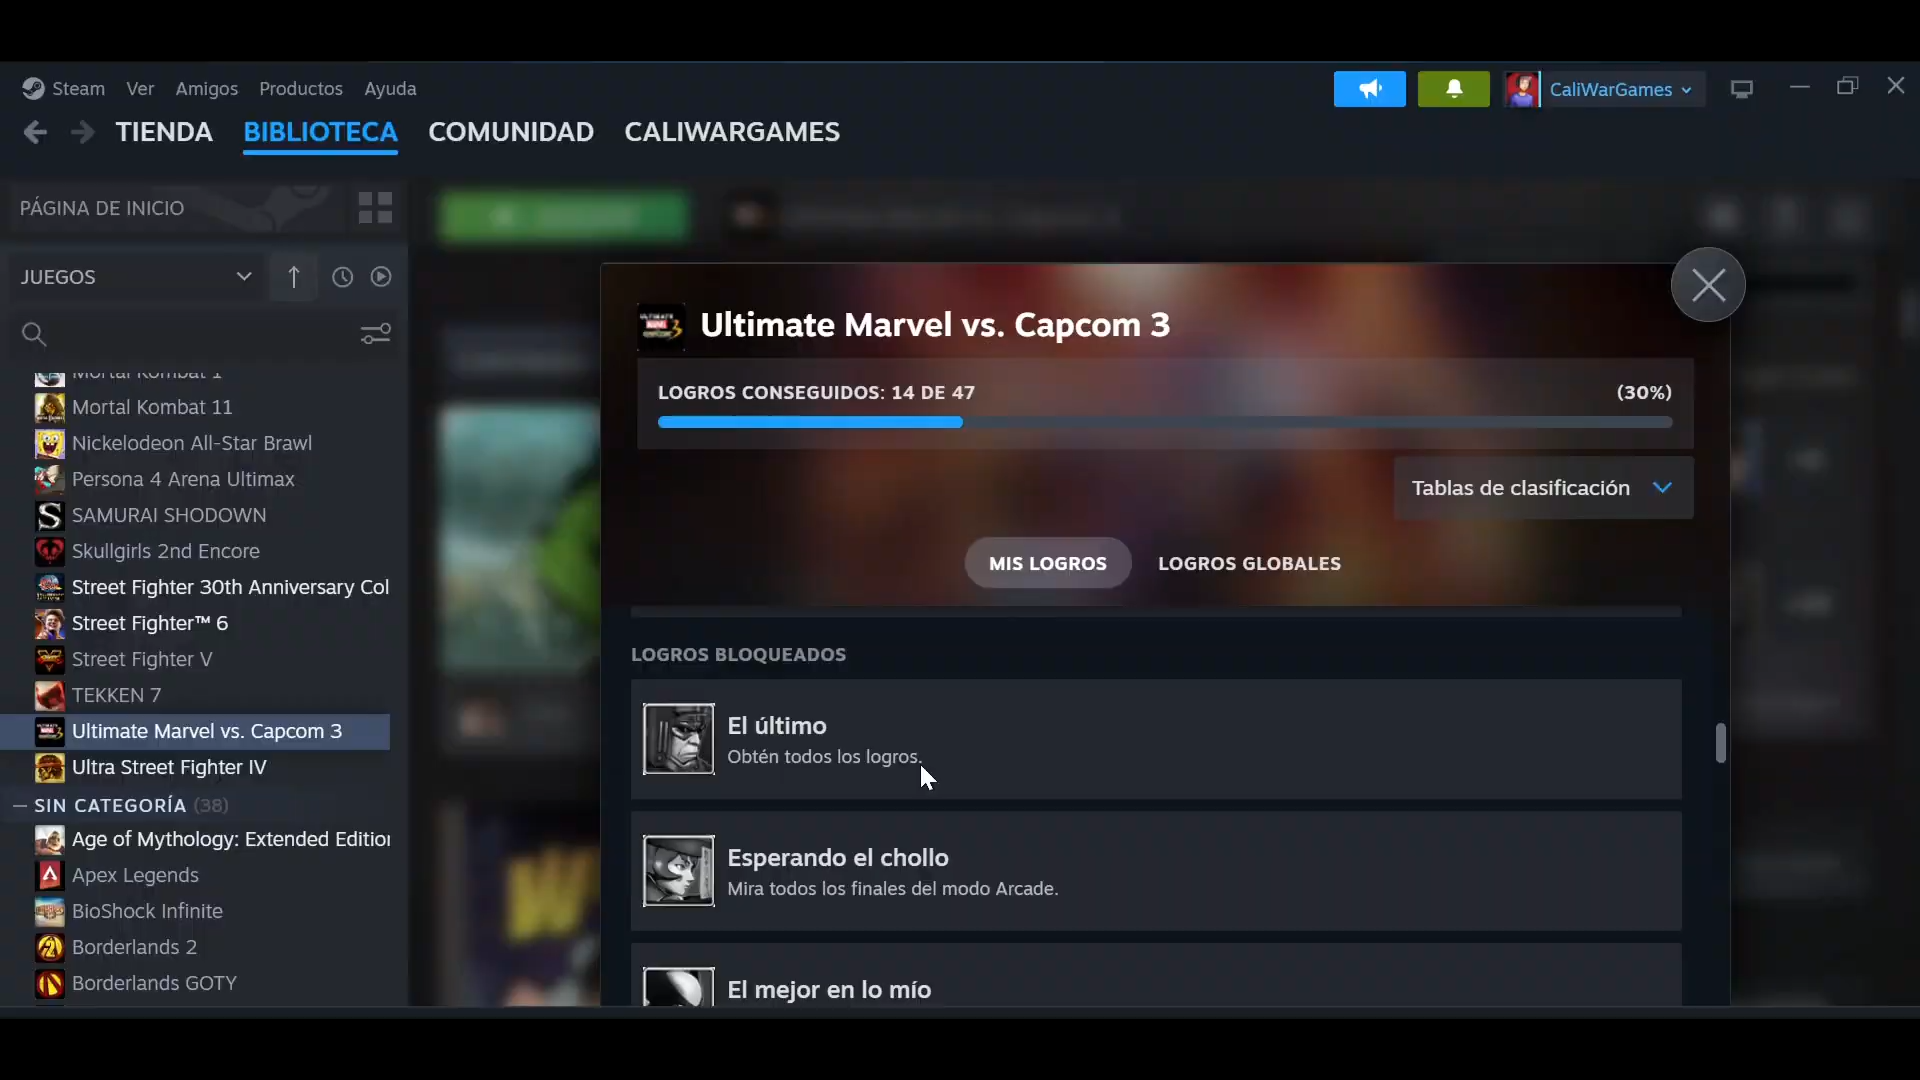 Steam Ver Amigos Productos Ayuda
CaliWarGames
TIENDA BIBLIOTECA COMUNIDAD CALIWARGAMES
PÁGINA DE INICIO
JUEGOS
Mortal Kombat 1
Mortal Kombat 11
Nickelodeon All-Star Brawl
Persona 4 Arena Ultimax
SAMURAI SHODOWN
Skullgirls 2nd Encore
Street Fighter 30th Anniversary Col
Street Fighter™ 6
Street Fighter V
TEKKEN 7
Ultimate Marvel vs. Capcom 3
Ultra Street Fighter IV
SIN CATEGORÍA (38)
Age of Mythology: Extended Edition
Apex Legends
BioShock Infinite
Borderlands 2
Borderlands GOTY
Ultimate Marvel vs. Capcom 3
LOGROS CONSEGUIDOS: 14 DE 47 (30%)
Tablas de clasificación
MIS LOGROS LOGROS GLOBALES
LOGROS BLOQUEADOS
El último
Obtén todos los logros.
Esperando el chollo
Mira todos los finales del modo Arcade.
El mejor en lo mío